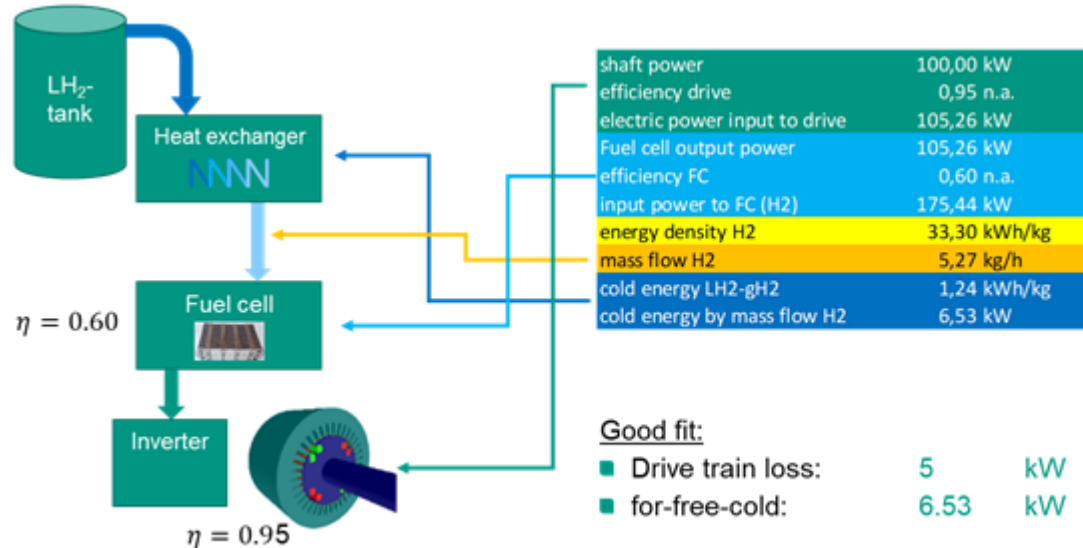 LH₂-
tank
Heat exchanger
Fuel cell
η = 0.60
Inverter
η = 0.95
shaft power 100,00 kW
efficiency drive 0,95 n.a.
electric power input to drive 105,26 kW
Fuel cell output power 105,26 kW
efficiency FC 0,60 n.a.
input power to FC (H2) 175,44 kW
energy density H2 33,30 kWh/kg
mass flow H2 5,27 kg/h
cold energy LH2-gH2 1,24 kWh/kg
cold energy by mass flow H2 6,53 kW
Good fit:
Drive train loss: 5 kW
for-free-cold: 6.53 kW